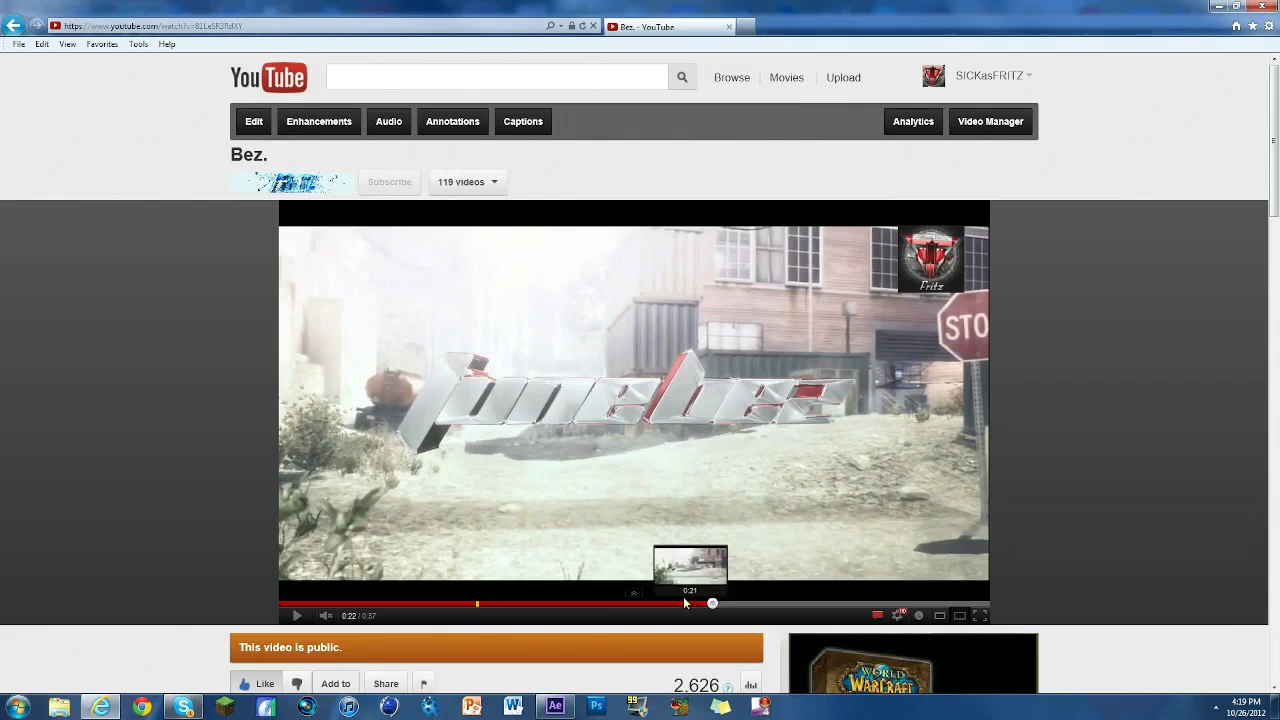 https://www.youtube.com/watch?v=81LeSR3RdXY
Bez. - YouTube
File Edit View Favorites Tools Help
YouTube
Browse Movies Upload
SICKasFRITZ
Edit Enhancements Audio Annotations Captions
Analytics Video Manager
Bez.
Subscribe
119 videos
Fritz
STO
0:21
0:22 / 0:37
HD
This video is public.
Like
Add to
Share
2,626
?
WORLD
WARCRAFT
99
4:19 PM
10/26/2012